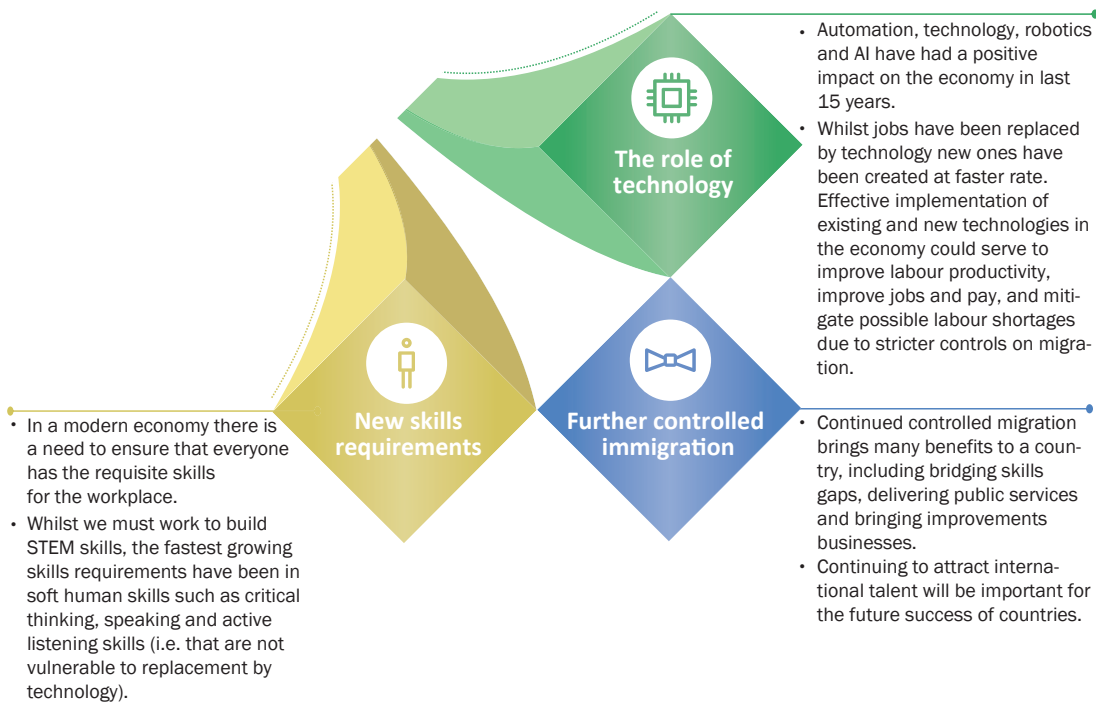 The role of
technology
• Automation, technology, robotics
and AI have had a positive
impact on the economy in last
15 years.
• Whilst jobs have been replaced
by technology new ones have
been created at faster rate.
Effective implementation of
existing and new technologies in
the economy could serve to
improve labour productivity,
improve jobs and pay, and miti-
gate possible labour shortages
due to stricter controls on migra-
tion.
New skills
requirements
• In a modern economy there is
a need to ensure that everyone
has the requisite skills
for the workplace.
• Whilst we must work to build
STEM skills, the fastest growing
skills requirements have been in
soft human skills such as critical
thinking, speaking and active
listening skills (i.e. that are not
vulnerable to replacement by
technology).
Further controlled
immigration
• Continued controlled migration
brings many benefits to a coun-
try, including bridging skills
gaps, delivering public services
and bringing improvements
businesses.
• Continuing to attract interna-
tional talent will be important for
the future success of countries.